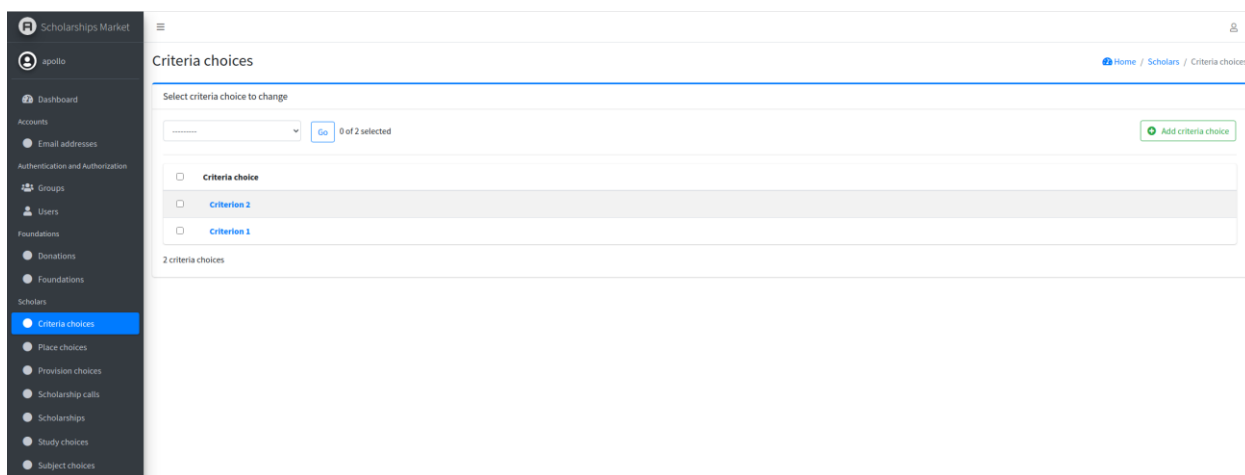 Scholarships Market
apollo
Dashboard
Accounts
Email addresses
Authentication and Authorization
Groups
Users
Foundations
Donations
Foundations
Scholars
Criteria choices
Place choices
Provision choices
Scholarship calls
Scholarships
Study choices
Subject choices
Criteria choices
Home / Scholars / Criteria choices
Select criteria choice to change
--------- Go 0 of 2 selected
Add criteria choice
Criteria choice
Criterion 2
Criterion 1
2 criteria choices